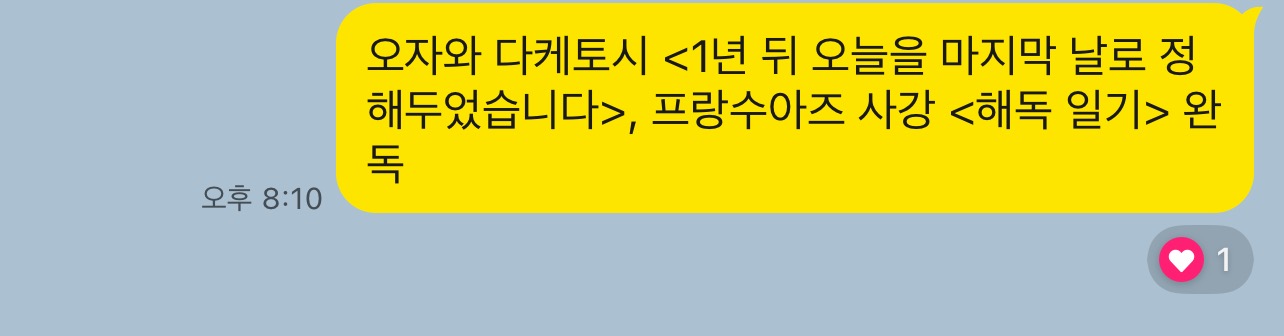 오자와 다케토시 <1년 뒤 오늘을 마지막 날로 정
해두었습니다>, 프랑수아즈 사강 <해독 일기> 완
독
오후 8:10
1